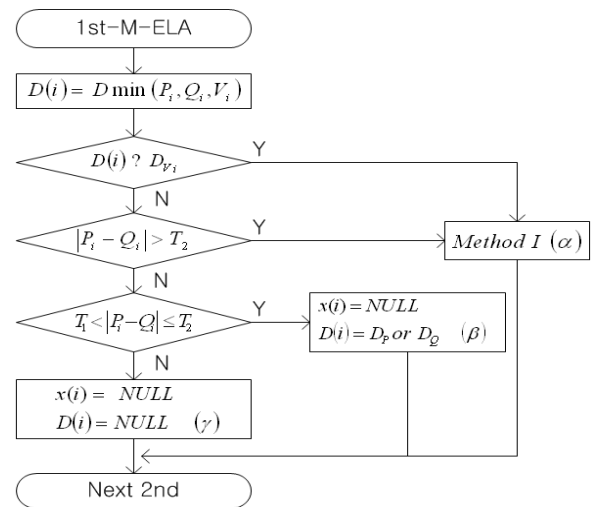 1st-M-ELA
D(i) = D min (P_i, Q_i, V_i)
D(i) ? D_{V_i}
Y
N
|P_i − Q_i| > T_2
Y
Method I (α)
N
T_1 < |P_i − Q_i| ≤ T_2
Y
x(i) = NULL
D(i) = D_P or D_Q (β)
N
x(i) = NULL
D(i) = NULL (γ)
Next 2nd